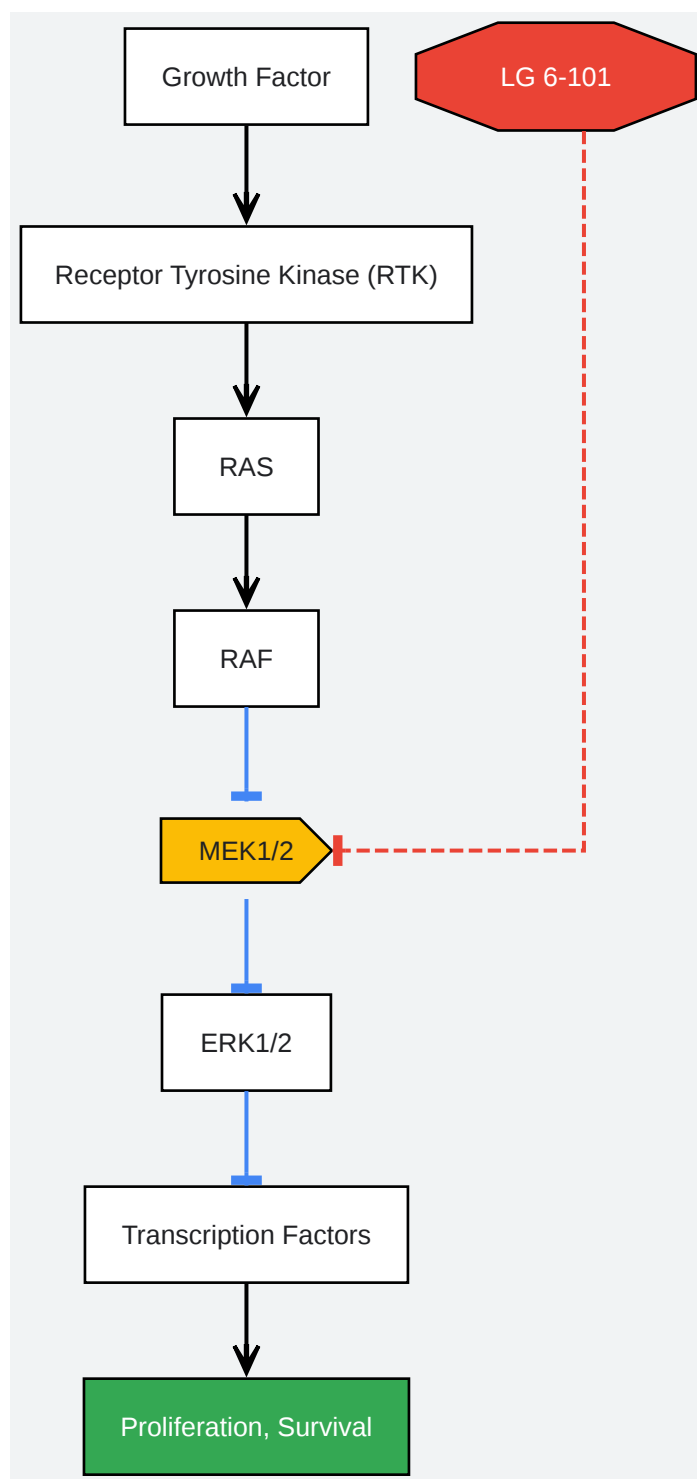 Growth Factor
LG 6-101
Receptor Tyrosine Kinase (RTK)
RAS
RAF
MEK1/2
ERK1/2
Transcription Factors
Proliferation, Survival